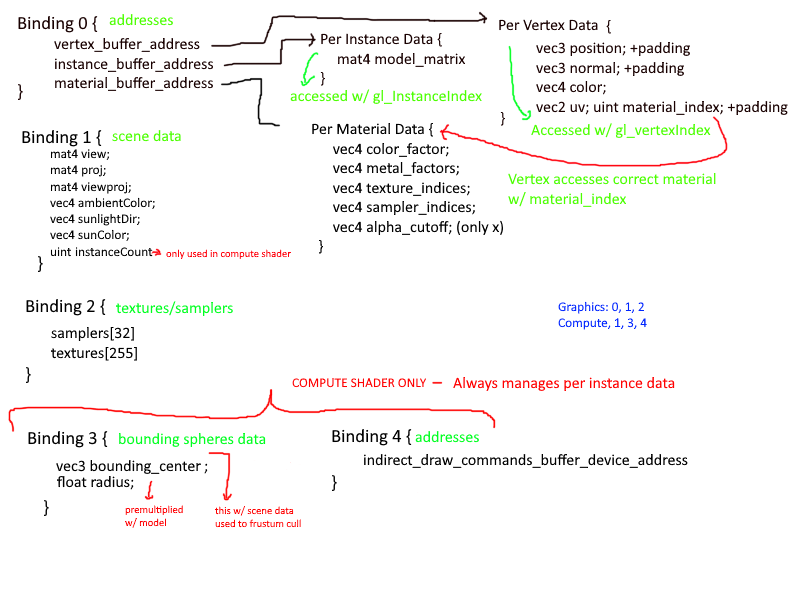 Binding 0 { addresses
vertex_buffer_address
instance_buffer_address
material_buffer_address
}
Per Instance Data {
mat4 model_matrix
}
accessed w/ gl_InstanceIndex
Per Vertex Data {
vec3 position; +padding
vec3 normal; +padding
vec4 color;
vec2 uv; uint material_index; +padding
}
Accessed w/ gl_vertexIndex
Binding 1 { scene data
mat4 view;
mat4 proj;
mat4 viewproj;
vec4 ambientColor;
vec4 sunlightDir;
vec4 sunColor;
uint instanceCount
only used in compute shader
}
Per Material Data {
vec4 color_factor;
vec4 metal_factors;
vec4 texture_indices;
vec4 sampler_indices;
vec4 alpha_cutoff; (only x)
}
Vertex accesses correct material
w/ material_index
Binding 2 { textures/samplers
samplers[32]
textures[255]
}
Graphics: 0, 1, 2
Compute, 1, 3, 4
COMPUTE SHADER ONLY – Always manages per instance data
Binding 3 { bounding spheres data
vec3 bounding_center ;
float radius;
}
premultiplied
w/ model
this w/ scene data
used to frustum cull
Binding 4 { addresses
indirect_draw_commands_buffer_device_address
}